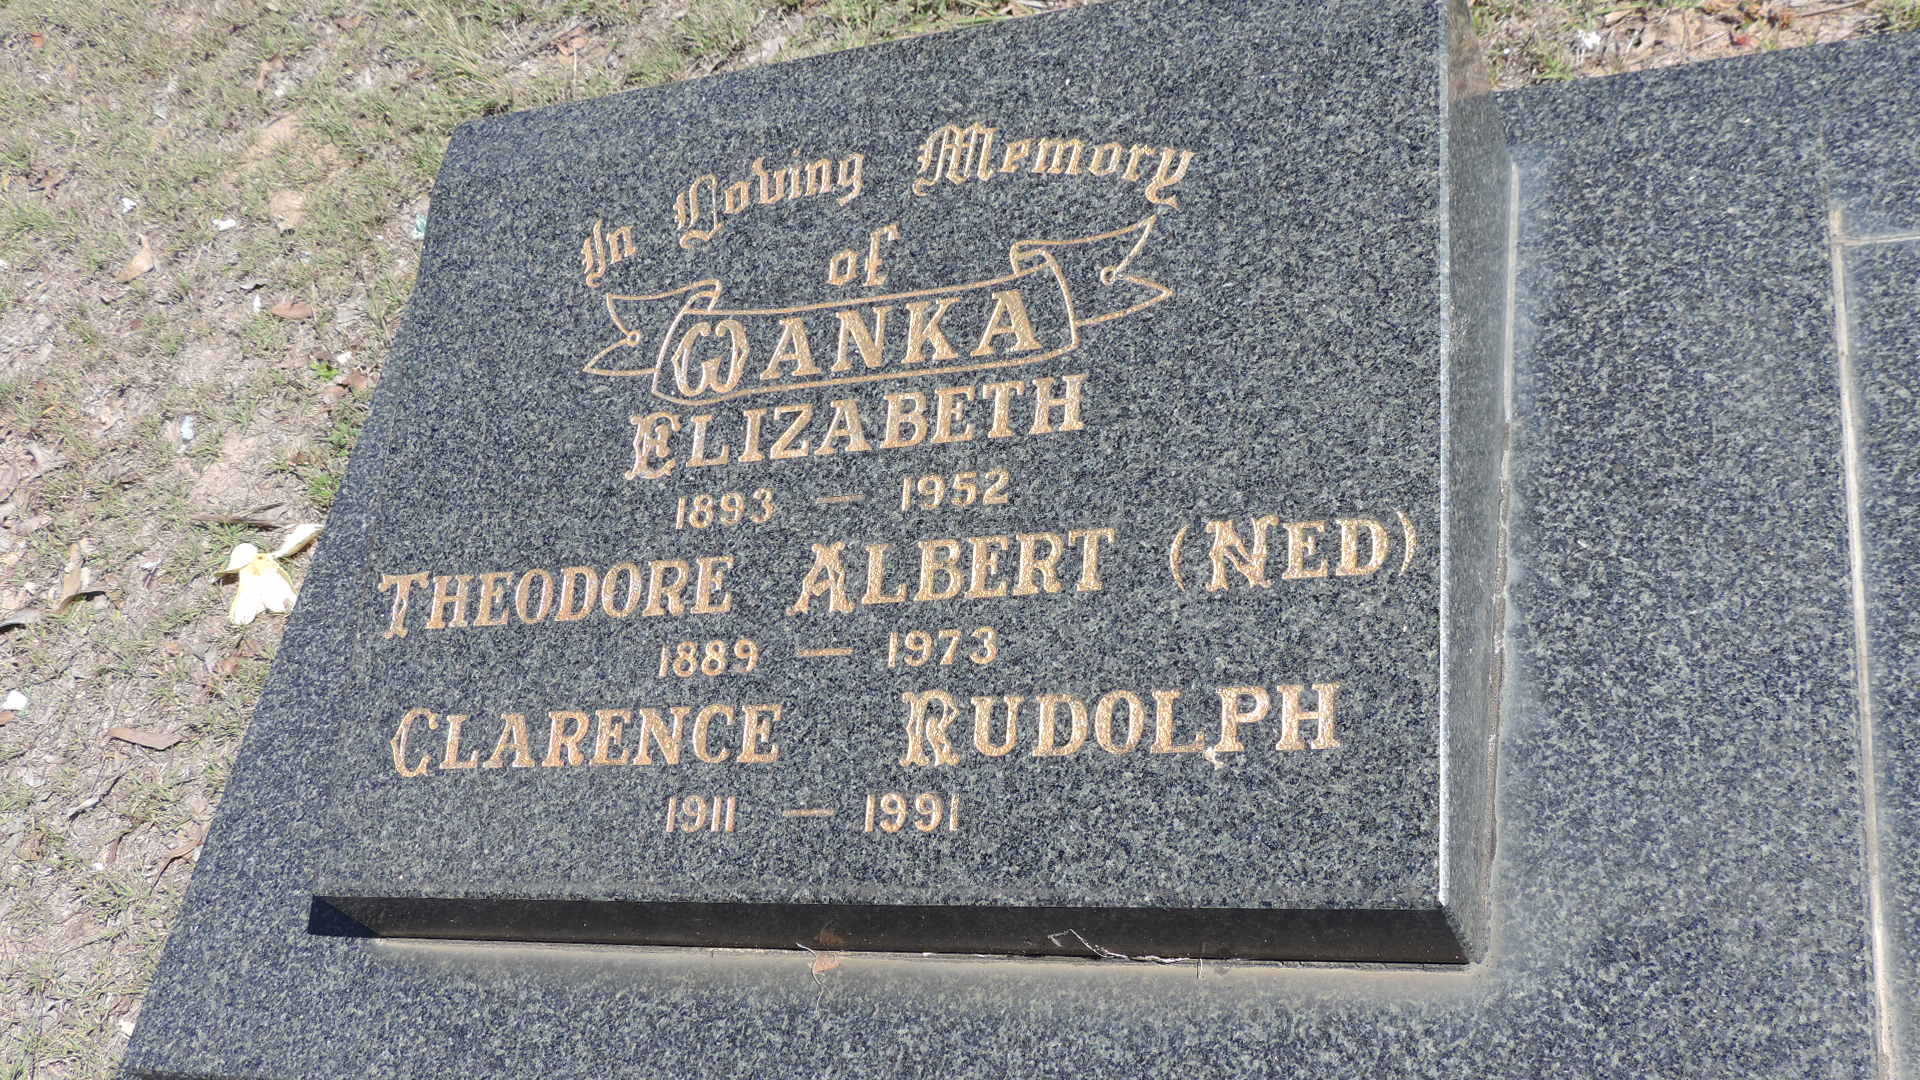 In Loving Memory
of
WANKA
ELIZABETH
1893 — 1952
THEODORE ALBERT (NED)
1889 — 1973
CLARENCE RUDOLPH
1911 — 1991